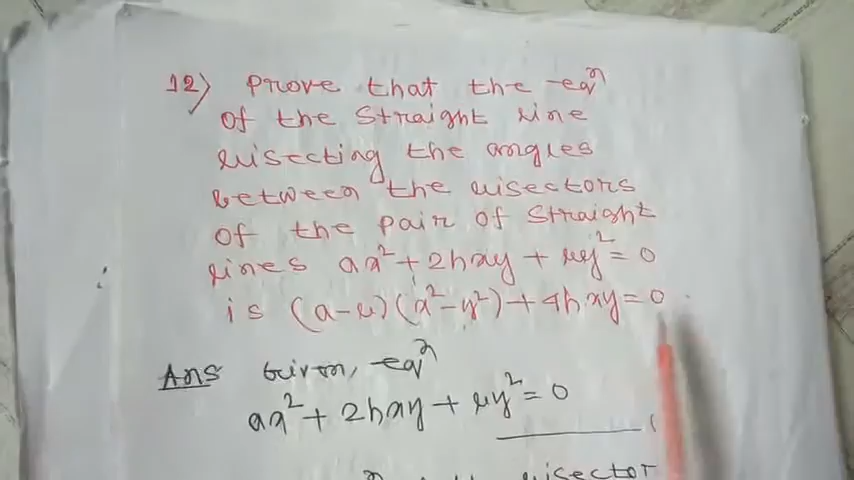 12) Prove that the eqⁿ
of the straight line
bisecting the angles
between the bisectors
of the pair of straight
lines ax² + 2hxy + by² = 0
is (a-b)(x²-y²) + 4hxy = 0
Ans Given, eqⁿ
ax² + 2hxy + by² = 0
bisector